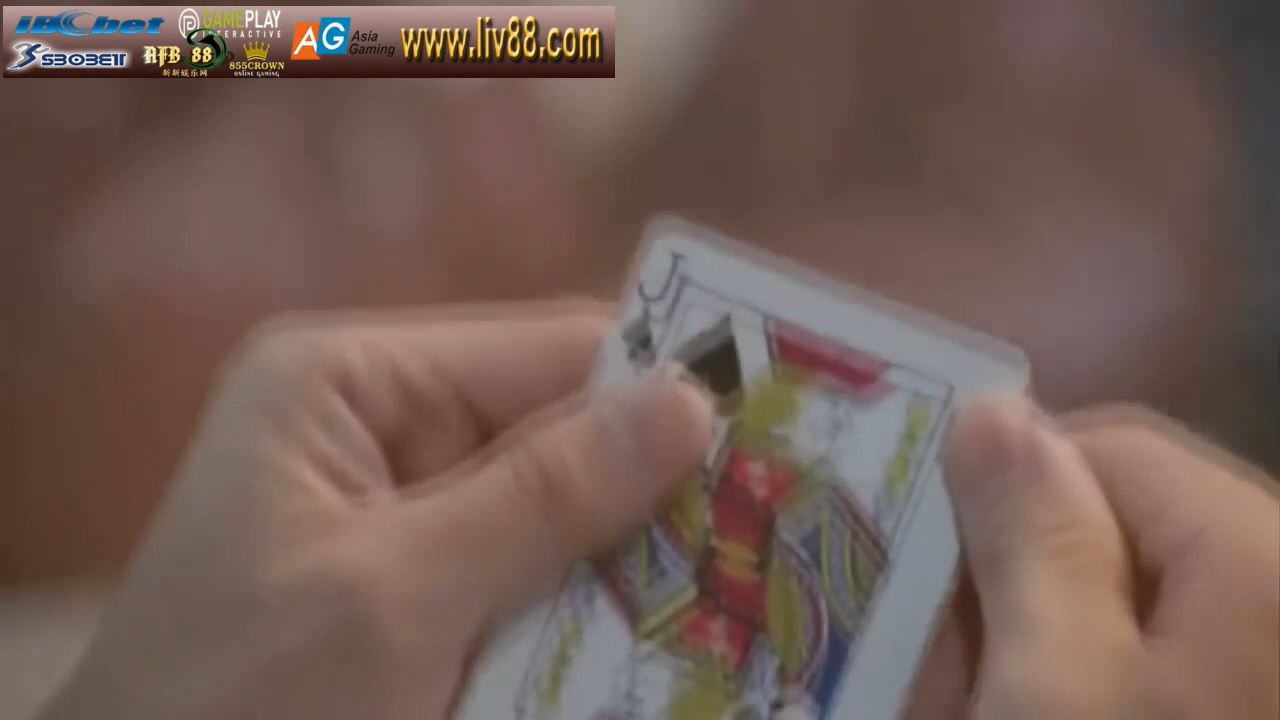 IBCbet
GAMEPLAY
INTERACTIVE
SBOBET
RFB 88
新新娱乐网
855CROWN
ONLINE GAMING
AG Asia
Gaming
www.liv88.com
J